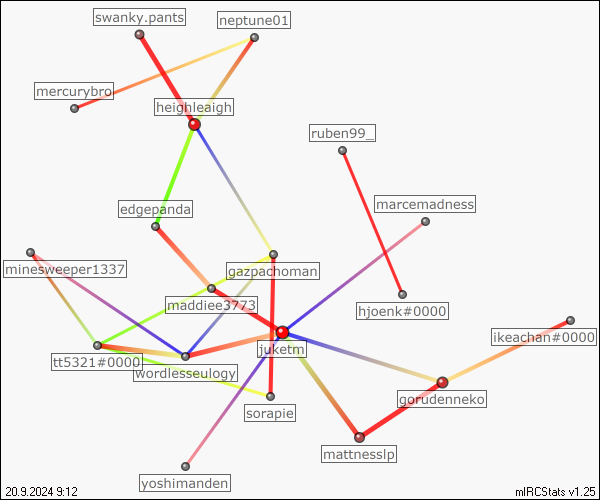 swanky.pants
neptune01
mercurybro
heighleaigh
ruben99_
marcemadness
edgepanda
minesweeper1337
gazpachoman
maddiee3773
hjoenk#0000
ikeachan#0000
juketm
tt5321#0000
wordlesseulogy
gorudenneko
sorapie
mattnesslp
yoshimanden
20.9.2024 9:12
mIRCStats v1.25